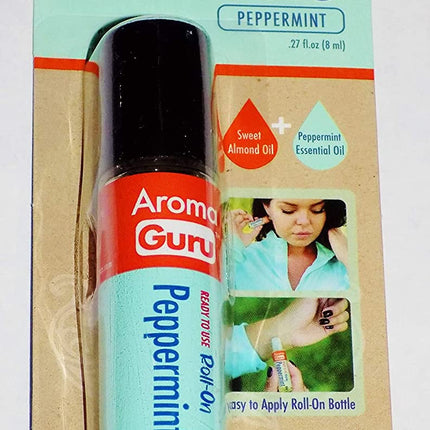 PEPPERMINT
.27 fl.oz (8 ml)
Sweet
Almond Oil
+
Peppermint
Essential Oil
Aroma
Guru
READY TO USE Roll-On
Peppermint
to Apply Roll-On Bottle